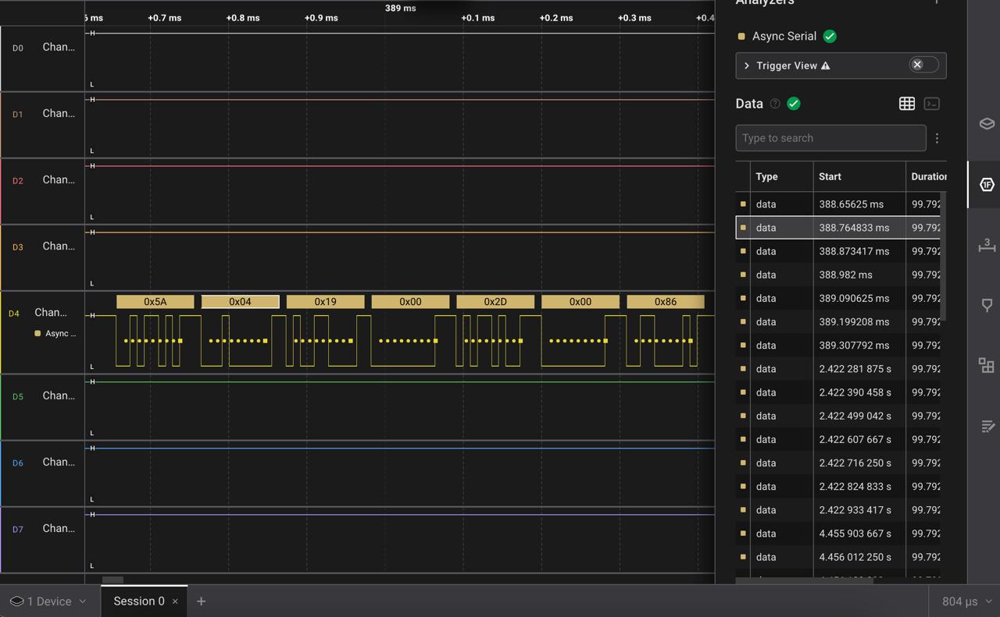 389 ms
+0.7 ms
+0.8 ms
+0.9 ms
+0.1 ms
+0.2 ms
+0.3 ms
+0.4
D0 Chan...
H
L
D1 Chan...
H
L
D2 Chan...
H
L
D3 Chan...
H
L
D4 Chan...
Async ...
0x5A 0x04 0x19 0x00 0x2D 0x00 0x86
H
L
D5 Chan...
H
L
D6 Chan...
H
L
D7 Chan...
H
L
Analyzers
Async Serial
Trigger View
Data ?
Type to search
Type Start Duration
data 388.65625 ms 99.792
data 388.764833 ms 99.792
data 388.873417 ms 99.792
data 388.982 ms 99.792
data 389.090625 ms 99.792
data 389.199208 ms 99.792
data 389.307792 ms 99.792
data 2.422 281 875 s 99.792
data 2.422 390 458 s 99.792
data 2.422 499 042 s 99.792
data 2.422 607 667 s 99.792
data 2.422 716 250 s 99.792
data 2.422 824 833 s 99.792
data 2.422 933 417 s 99.792
data 4.455 903 667 s 99.792
data 4.456 012 250 s 99.792
1F
3
1 Device
Session 0 × +
804 µs